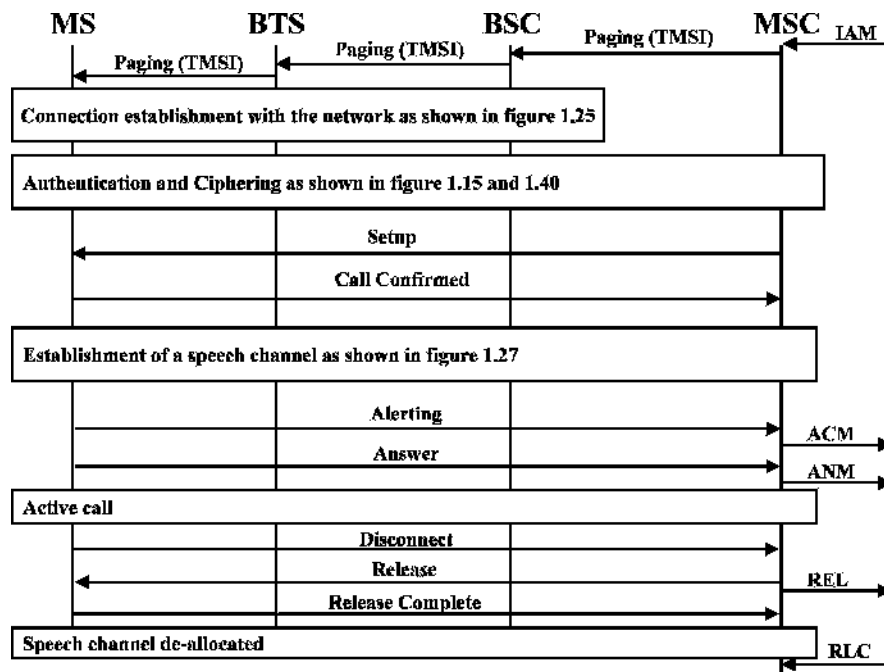 MS BTS BSC MSC
IAM
Paging (TMSI) Paging (TMSI) Paging (TMSI)
Connection establishment with the network as shown in figure 1.25
Authentication and Ciphering as shown in figure 1.15 and 1.40
Setup
Call Confirmed
Establishment of a speech channel as shown in figure 1.27
Alerting
ACM
Answer
ANM
Active call
Disconnect
Release
REL
Release Complete
Speech channel de-allocated
RLC